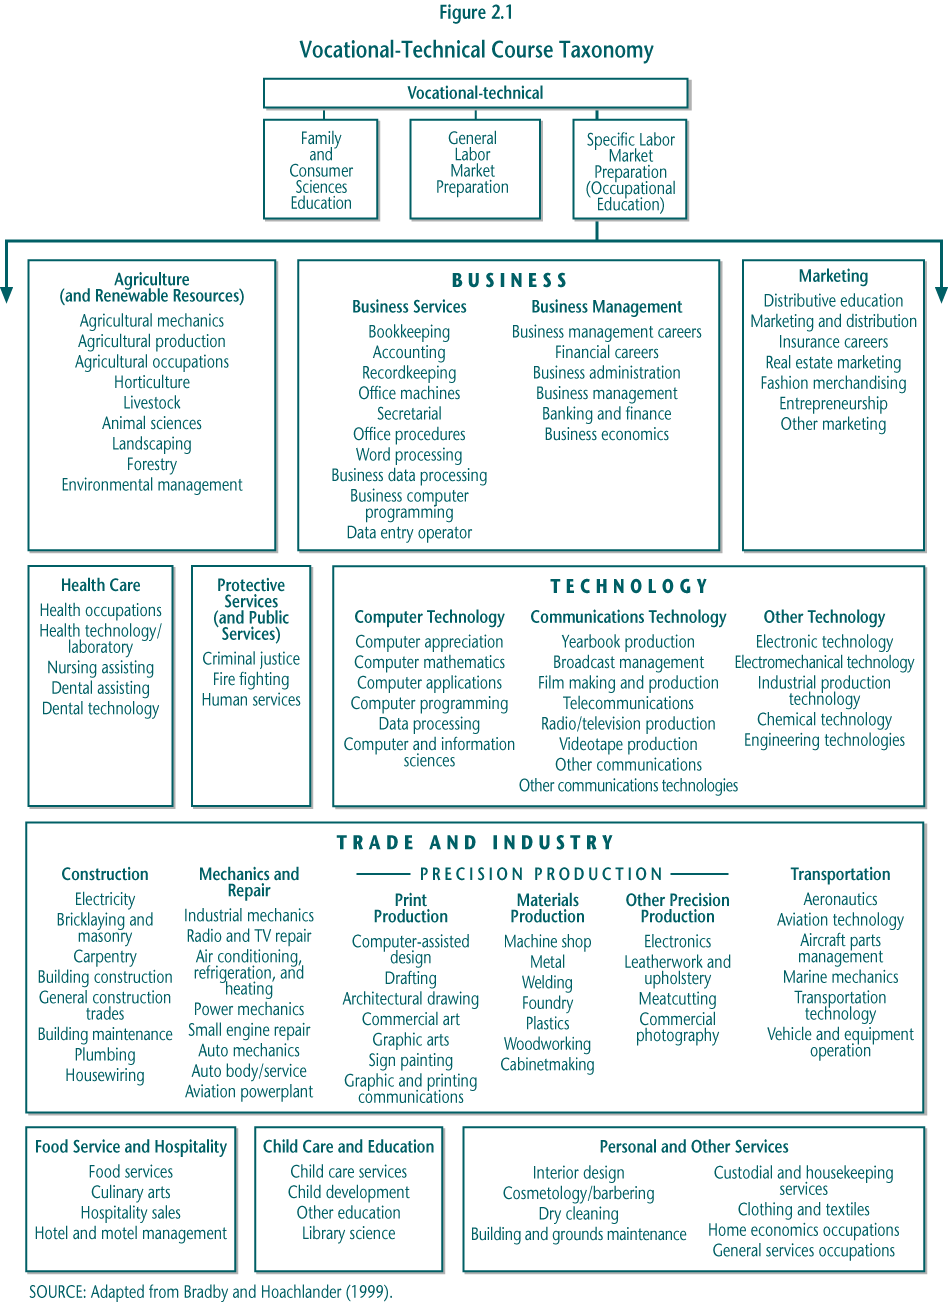 Figure 2.1
Vocational-Technical Course Taxonomy
Vocational-technical
Family
and
Consumer
Sciences
Education
General
Labor
Market
Preparation
Specific Labor
Market
Preparation
(Occupational
Education)
Agriculture
(and Renewable Resources)
Agricultural mechanics
Agricultural production
Agricultural occupations
Horticulture
Livestock
Animal sciences
Landscaping
Forestry
Environmental management
BUSINESS
Business Services
Bookkeeping
Accounting
Recordkeeping
Office machines
Secretarial
Office procedures
Word processing
Business data processing
Business computer
programming
Data entry operator
Business Management
Business management careers
Financial careers
Business administration
Business management
Banking and finance
Business economics
Marketing
Distributive education
Marketing and distribution
Insurance careers
Real estate marketing
Fashion merchandising
Entrepreneurship
Other marketing
Health Care
Health occupations
Health technology/
laboratory
Nursing assisting
Dental assisting
Dental technology
Protective
Services
(and Public
Services)
Criminal justice
Fire fighting
Human services
TECHNOLOGY
Computer Technology
Computer appreciation
Computer mathematics
Computer applications
Computer programming
Data processing
Computer and information
sciences
Communications Technology
Yearbook production
Broadcast management
Film making and production
Telecommunications
Radio/television production
Videotape production
Other communications
Other communications technologies
Other Technology
Electronic technology
Electromechanical technology
Industrial production
technology
Chemical technology
Engineering technologies
TRADE AND INDUSTRY
Construction
Electricity
Bricklaying and
masonry
Carpentry
Building construction
General construction
trades
Building maintenance
Plumbing
Housewiring
Mechanics and
Repair
Industrial mechanics
Radio and TV repair
Air conditioning,
refrigeration, and
heating
Power mechanics
Small engine repair
Auto mechanics
Auto body/service
Aviation powerplant
PRECISION PRODUCTION
Print
Production
Computer-assisted
design
Drafting
Architectural drawing
Commercial art
Graphic arts
Sign painting
Graphic and printing
communications
Materials
Production
Machine shop
Metal
Welding
Foundry
Plastics
Woodworking
Cabinetmaking
Other Precision
Production
Electronics
Leatherwork and
upholstery
Meatcutting
Commercial
photography
Transportation
Aeronautics
Aviation technology
Aircraft parts
management
Marine mechanics
Transportation
technology
Vehicle and equipment
operation
Food Service and Hospitality
Food services
Culinary arts
Hospitality sales
Hotel and motel management
Child Care and Education
Child care services
Child development
Other education
Library science
Personal and Other Services
Interior design
Cosmetology/barbering
Dry cleaning
Building and grounds maintenance
Custodial and housekeeping
services
Clothing and textiles
Home economics occupations
General services occupations
SOURCE: Adapted from Bradby and Hoachlander (1999).